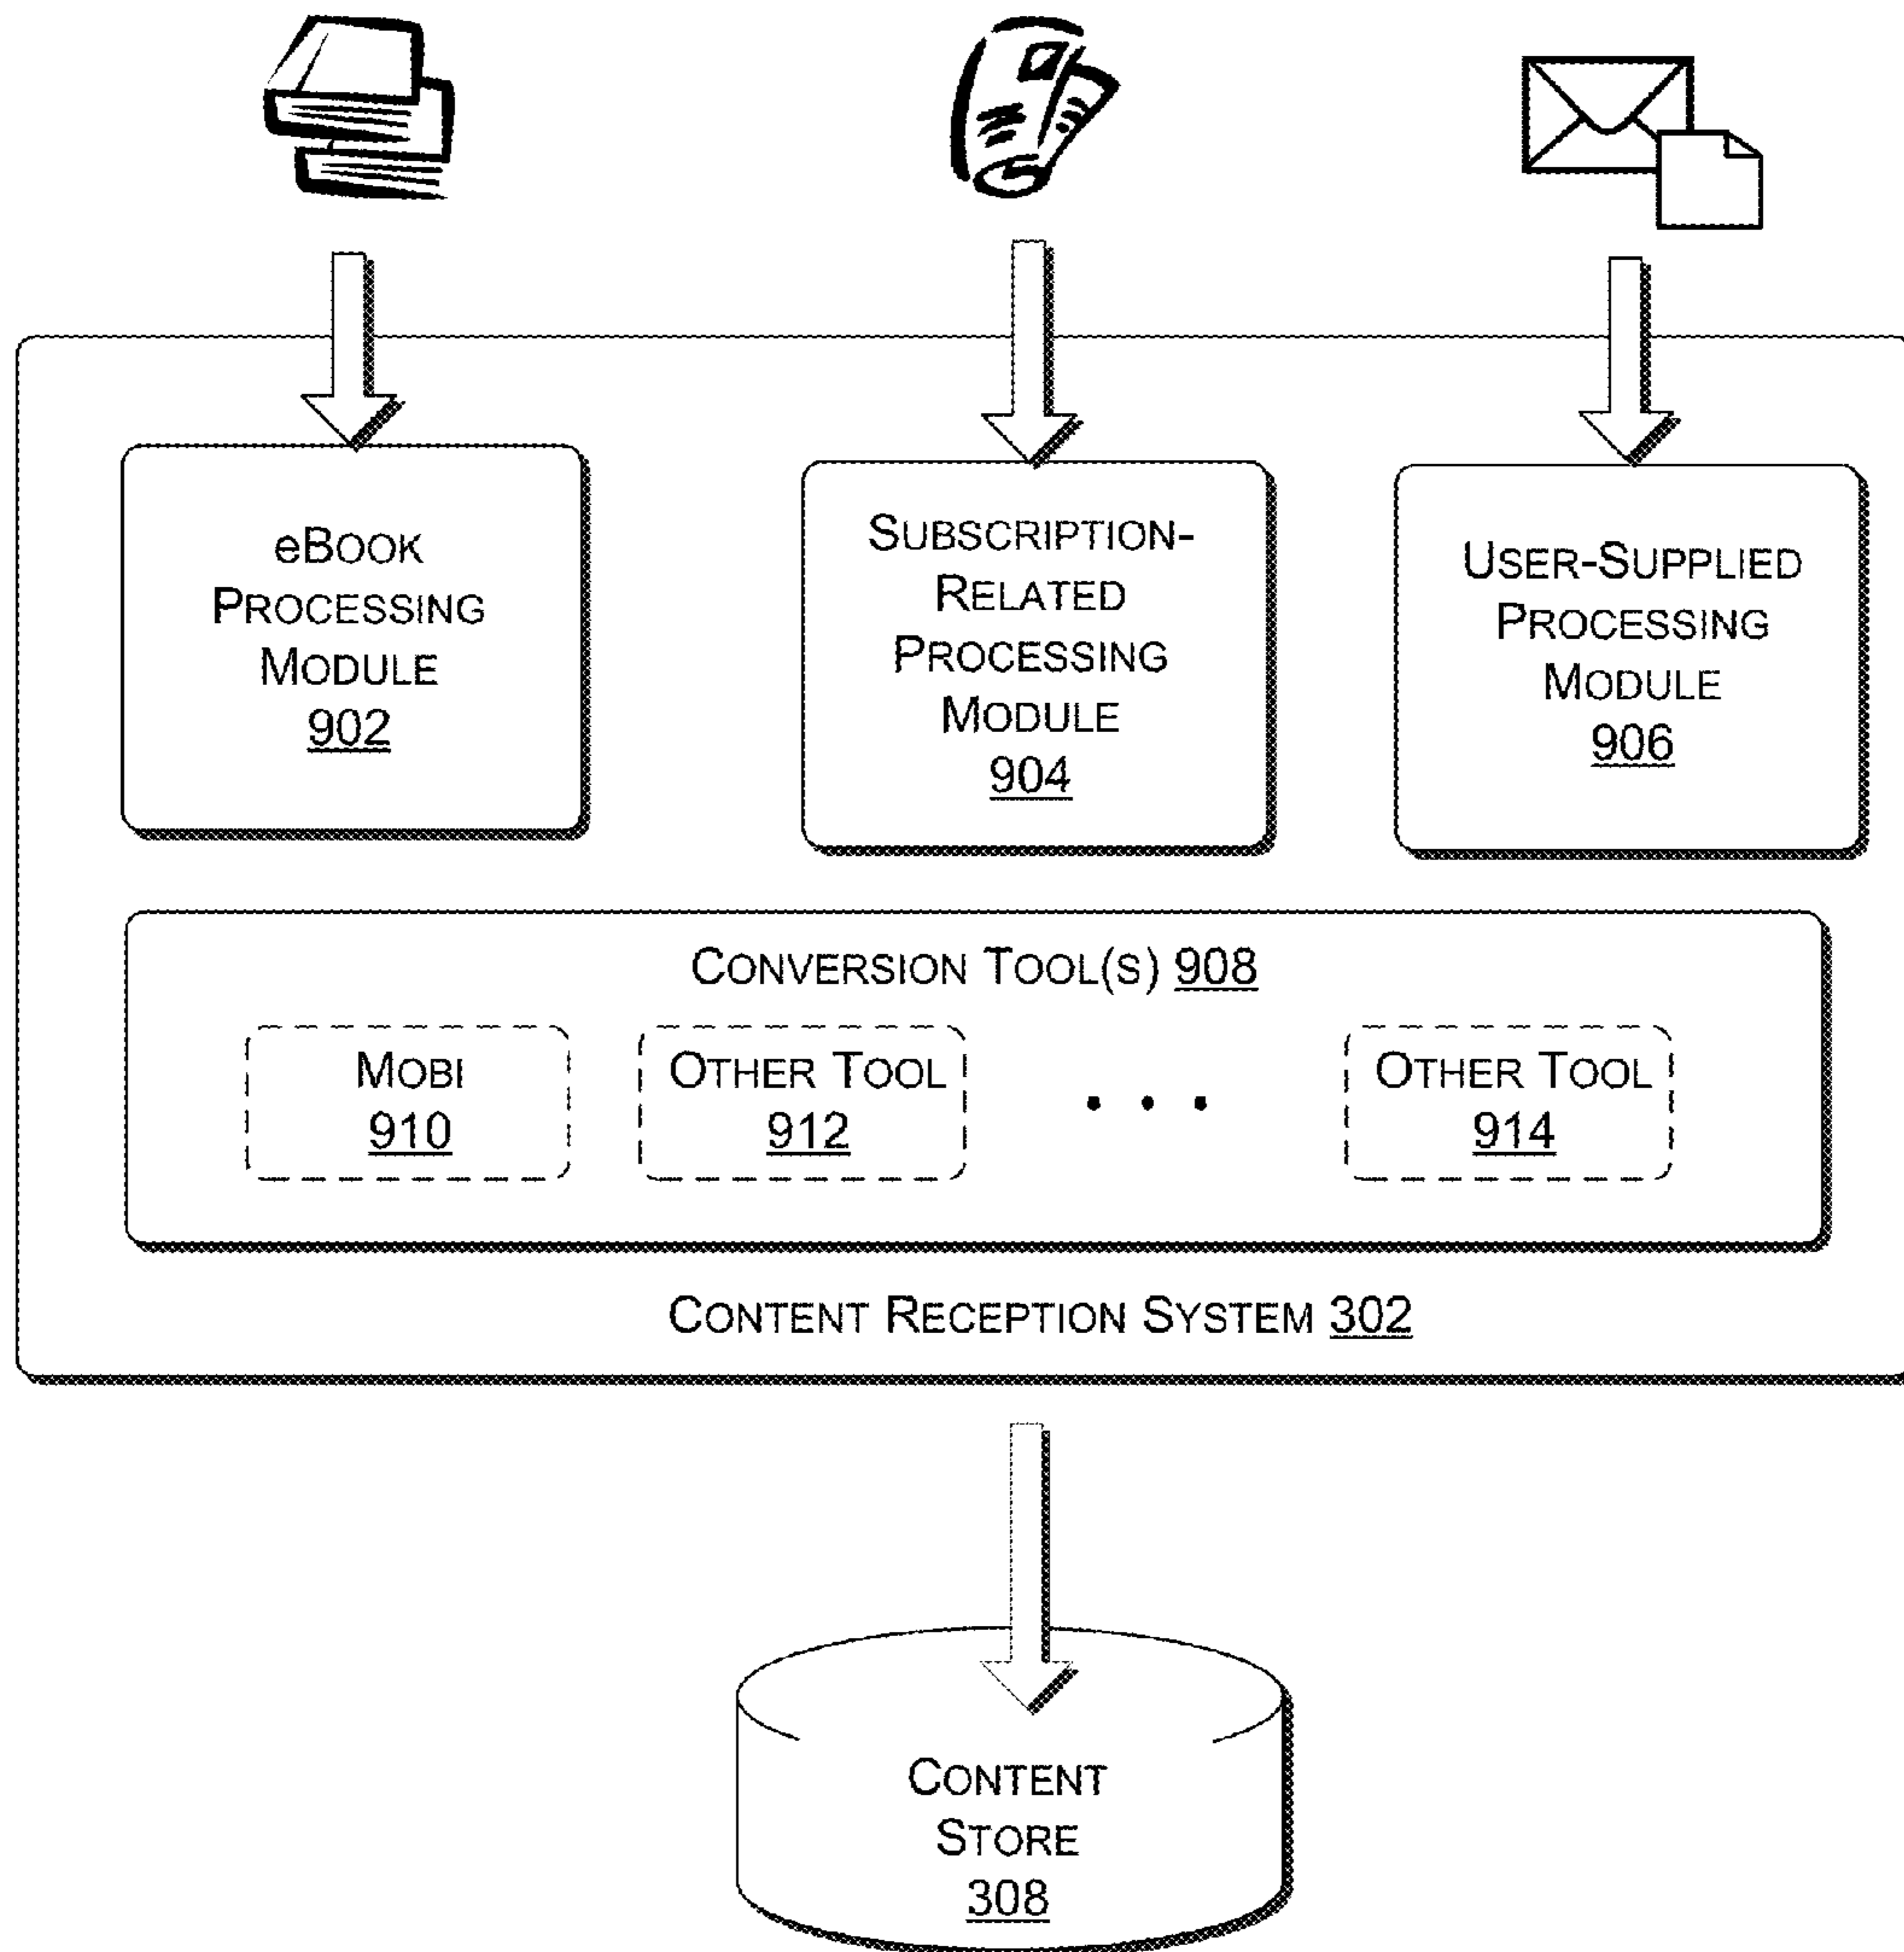 eBOOK
PROCESSING
MODULE
902
SUBSCRIPTION-
RELATED
PROCESSING
MODULE
904
USER-SUPPLIED
PROCESSING
MODULE
906
CONVERSION TOOL(S) 908
MOBI
910
OTHER TOOL
912
• • •
OTHER TOOL
914
CONTENT RECEPTION SYSTEM 302
CONTENT
STORE
308